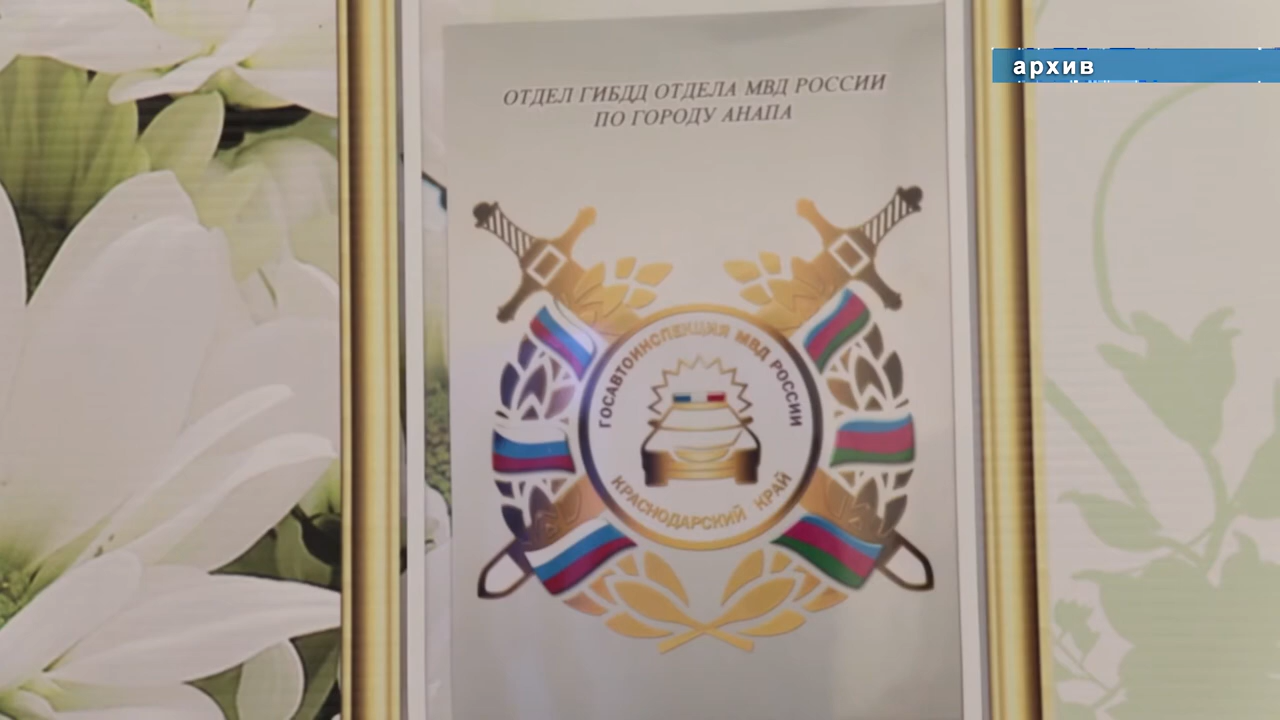 архив
ОТДЕЛ ГИБДД ОТДЕЛА МВД РОССИИ
ПО ГОРОДУ АНАПА
ГОСАВТОИНСПЕКЦИЯ МВД РОССИИ
КРАСНОДАРСКИЙ КРАЙ